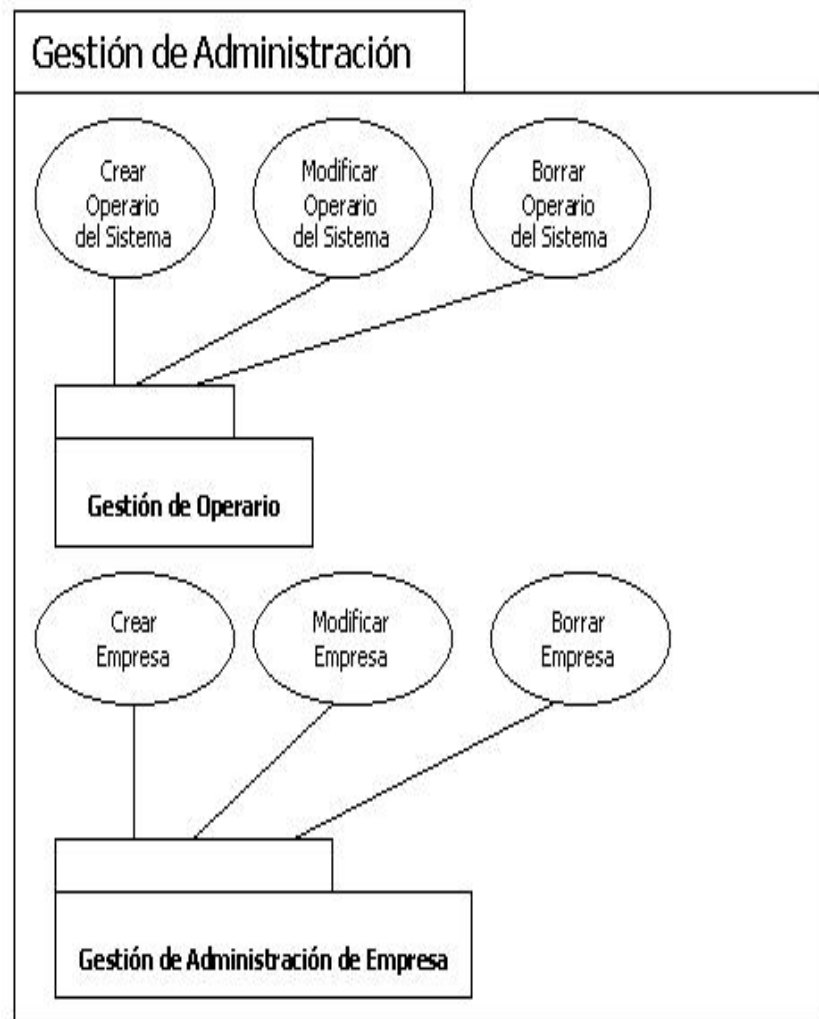 Gestión de Administración
Crear
Operario
del Sistema
Modificar
Operario
del Sistema
Borrar
Operario
del Sistema
Gestión de Operario
Crear
Empresa
Modificar
Empresa
Borrar
Empresa
Gestión de Administración de Empresa